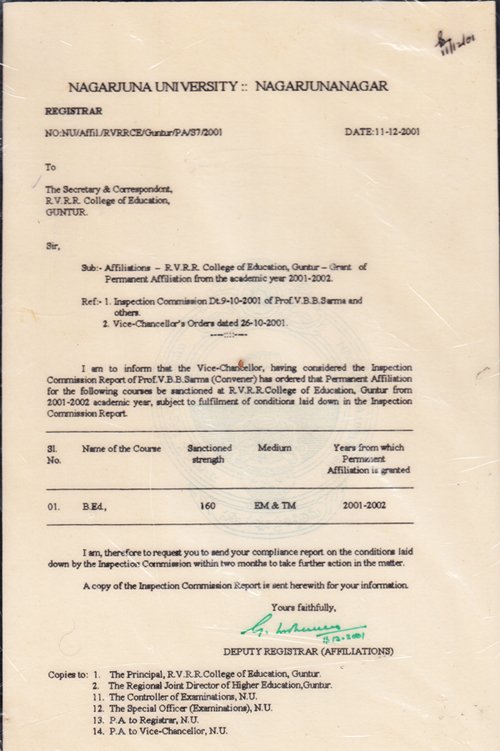 11/12/01
NAGARJUNA UNIVERSITY :: NAGARJUNANAGAR
REGISTRAR
NO:NU/Affil./RVRRCE/Guntur/PA/S7/2001 DATE:11-12-2001
To
The Secretary & Correspondent,
R.V.R.R. College of Education,
GUNTUR.
Sir,
Sub:- Affiliations – R.V.R.R. College of Education, Guntur – Grant of
Permanent Affiliation from the academic year 2001-2002.
Ref:- 1. Inspection Commission Dt.9-10-2001 of Prof.V.B.B.Sarma and
others.
2. Vice-Chancellor's Orders dated 26-10-2001.
I am to inform that the Vice-Chancellor, having considered the Inspection
Commission Report of Prof.V.B.B.Sarma (Convener) has ordered that Permanent Affiliation
for the following courses be sanctioned at R.V.R.R.College of Education, Guntur from
2001-2002 academic year, subject to fulfilment of conditions laid down in the Inspection
Commission Report.
Sl. Name of the Course Sanctioned Medium Years from which
No. strength Permanent
Affiliation is granted
01. B.Ed., 160 EM & TM 2001-2002
I am, therefore to request you to send your compliance report on the conditions laid
down by the Inspection Commission within two months to take further action in the matter.
A copy of the Inspection Commission Report is sent herewith for your information.
Yours faithfully,
11.12.2001
DEPUTY REGISTRAR (AFFILIATIONS)
Copies to: 1. The Principal, R.V.R.R.College of Education, Guntur.
2. The Regional Joint Director of Higher Education,Guntur.
11. The Controller of Examinations, N.U.
12. The Special Officer (Examinations), N.U.
13. P.A. to Registrar, N.U.
14. P.A. to Vice-Chancellor, N.U.